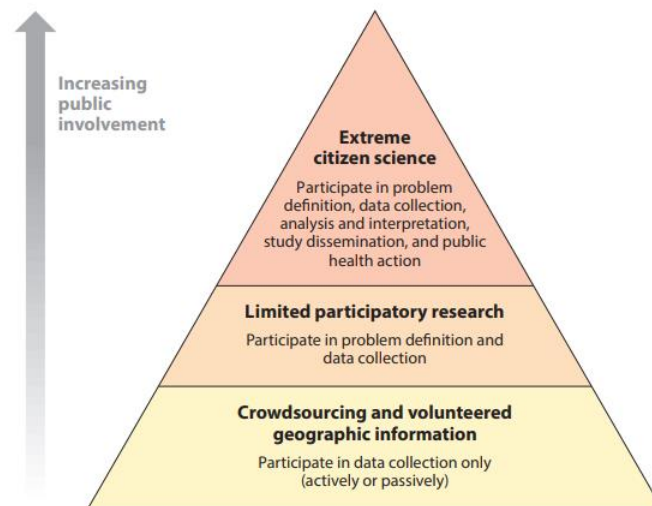 Increasing
public
involvement
Extreme
citizen science
Participate in problem
definition, data collection,
analysis and interpretation,
study dissemination, and public
health action
Limited participatory research
Participate in problem definition and
data collection
Crowdsourcing and volunteered
geographic information
Participate in data collection only
(actively or passively)